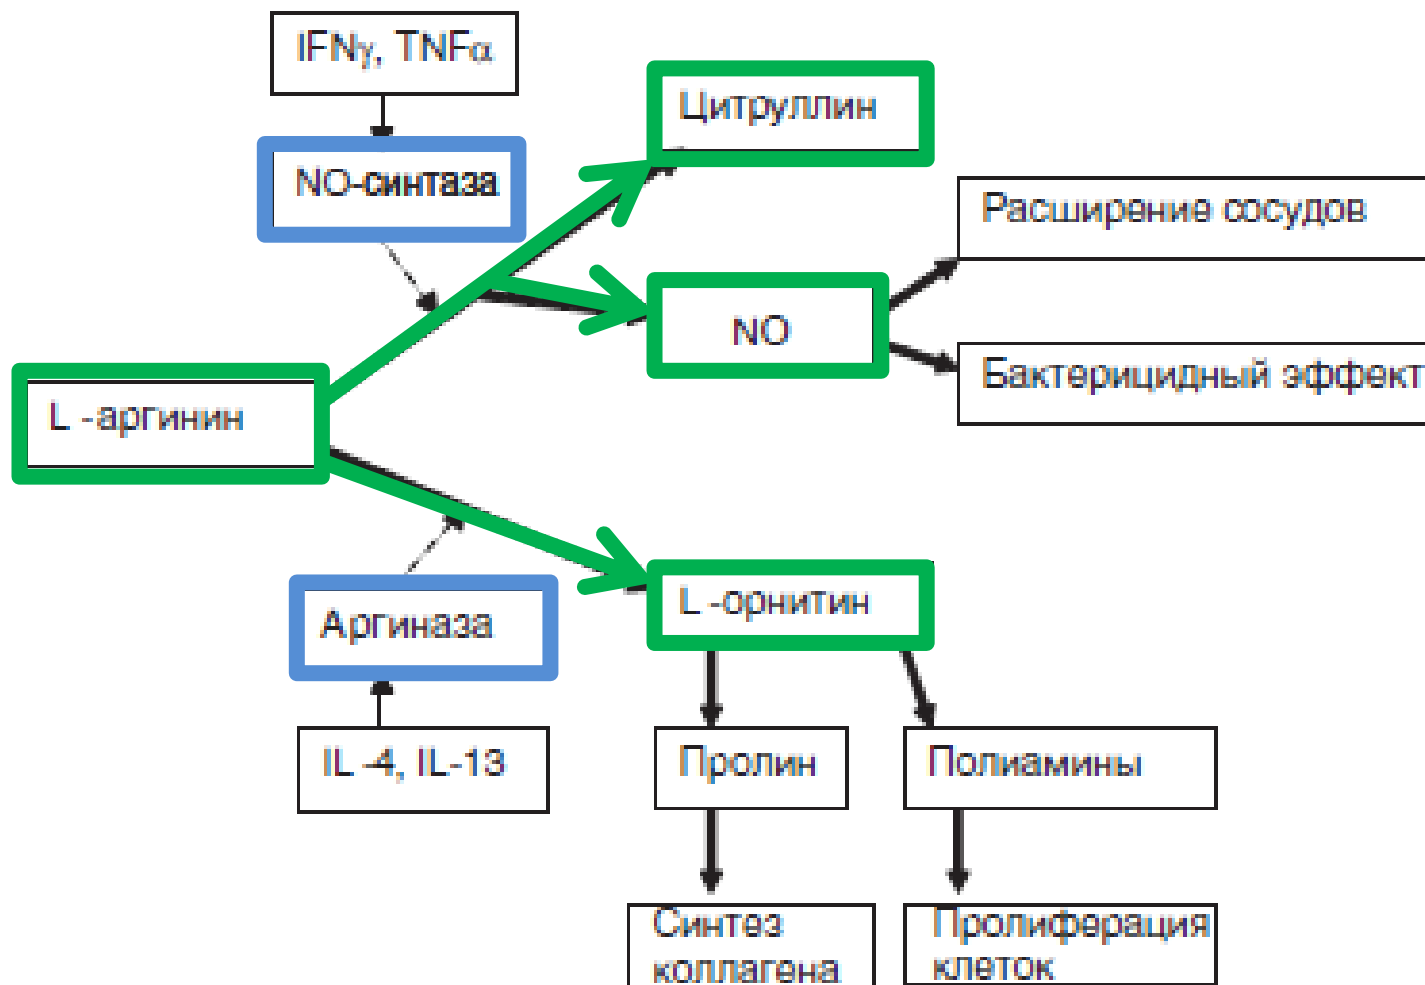 IFNγ, TNFα
Цитруллин
NO-синтаза
Расширение сосудов
NO
Бактерицидный эффект
L -аргинин
L -орнитин
Аргиназа
IL -4, IL-13
Пролин
Полиамины
Синтез
коллагена
Пролиферация
клеток